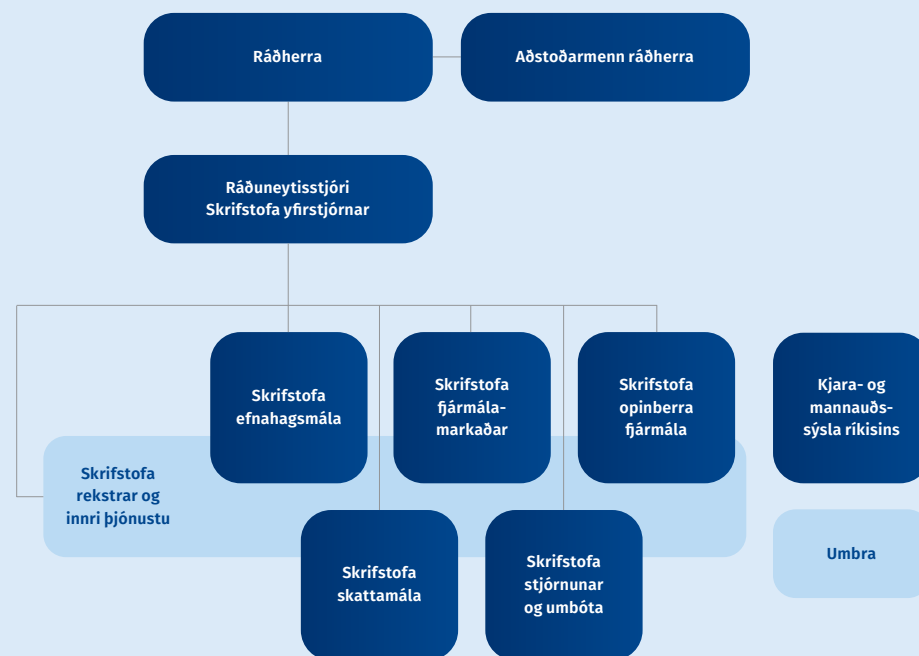 Ráðherra
Aðstoðarmenn ráðherra
Ráðuneytisstjóri
Skrifstofa yfirstjórnar
Skrifstofa
efnahagsmála
Skrifstofa
fjármála-
markaðar
Skrifstofa
opinberra
fjármála
Kjara- og
mannauðs-
sýsla ríkisins
Skrifstofa
rekstrar og
innri þjónustu
Skrifstofa
skattamála
Skrifstofa
stjórnunar
og umbóta
Umbra